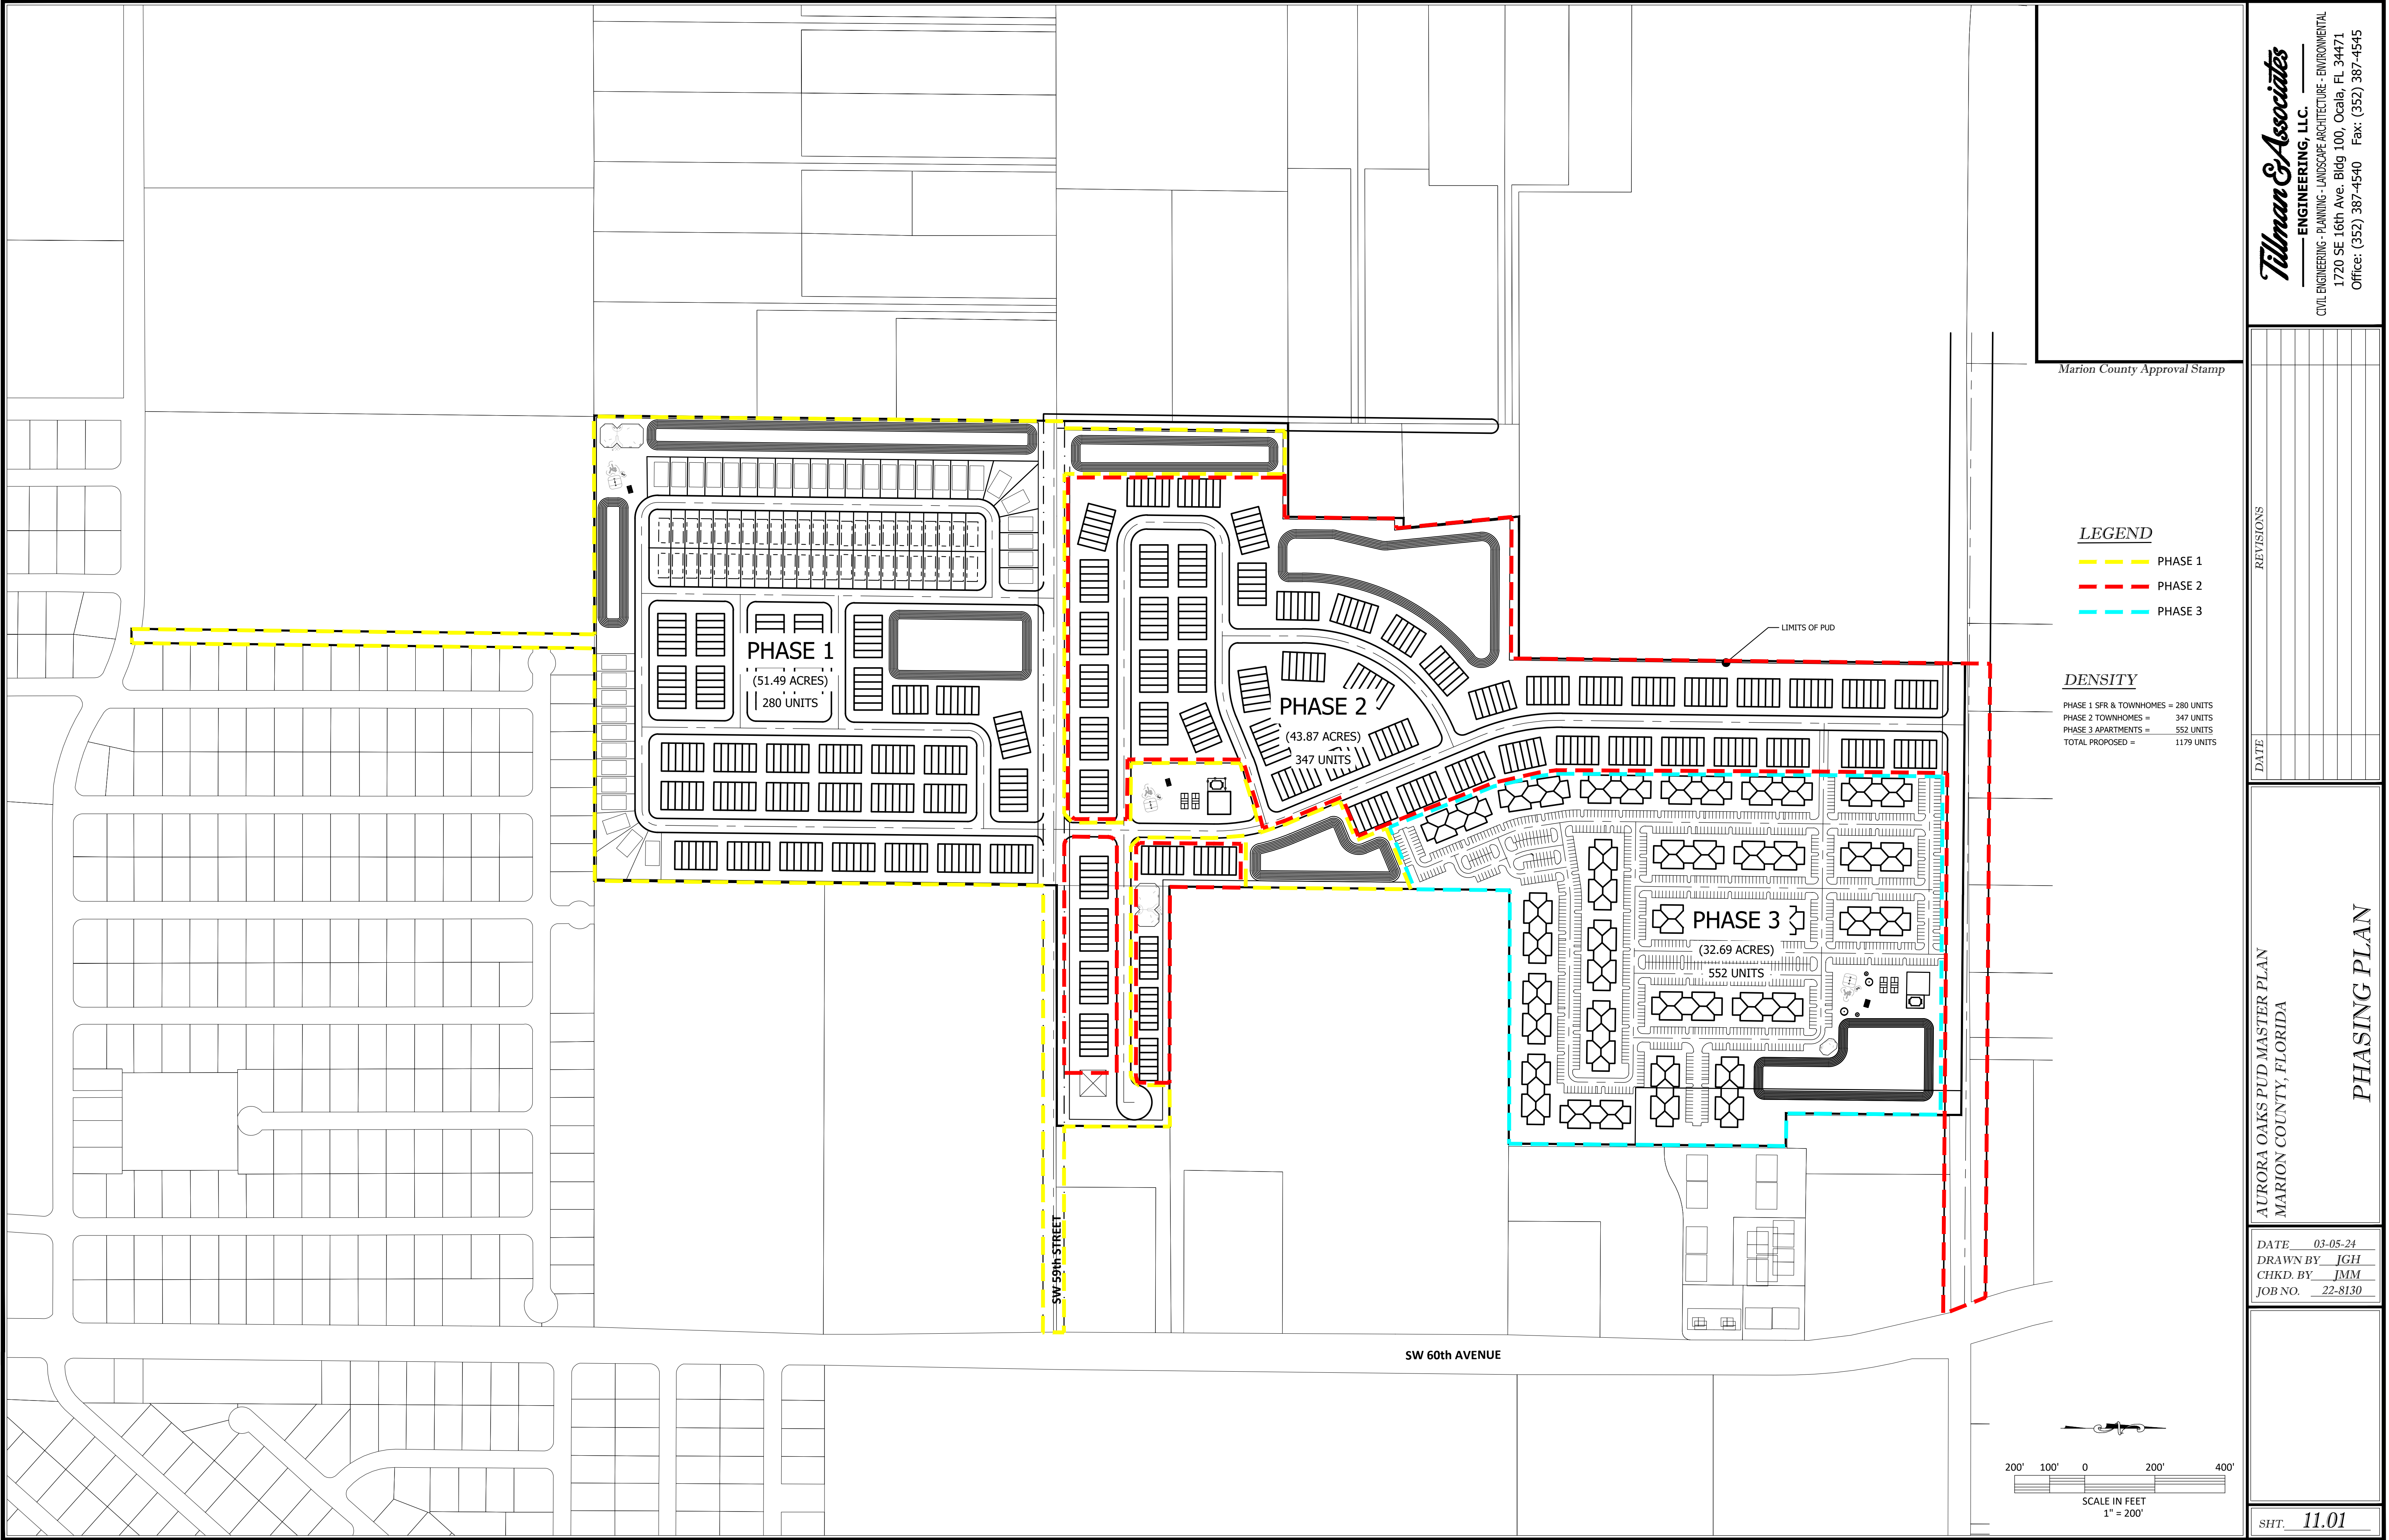 PHASE 1
(51.49 ACRES)
280 UNITS
PHASE 2
(43.87 ACRES)
347 UNITS
PHASE 3
(32.69 ACRES)
552 UNITS
LIMITS OF PUD
SW 59th STREET
SW 60th AVENUE
Marion County Approval Stamp
LEGEND
PHASE 1
PHASE 2
PHASE 3
DENSITY
PHASE 1 SFR & TOWNHOMES = 280 UNITS
PHASE 2 TOWNHOMES = 347 UNITS
PHASE 3 APARTMENTS = 552 UNITS
TOTAL PROPOSED = 1179 UNITS
200' 100' 0 200' 400'
SCALE IN FEET
1" = 200'
Tillman & Associates
ENGINEERING, LLC.
CIVIL ENGINEERING - PLANNING - LANDSCAPE ARCHITECTURE - ENVIRONMENTAL
1720 SE 16th Ave. Bldg 100, Ocala, FL 34471
Office: (352) 387-4540 Fax: (352) 387-4545
DATE REVISIONS
AURORA OAKS PUD MASTER PLAN
MARION COUNTY, FLORIDA
PHASING PLAN
DATE 03-05-24
DRAWN BY JGH
CHKD. BY JMM
JOB NO. 22-8130
SHT. 11.01